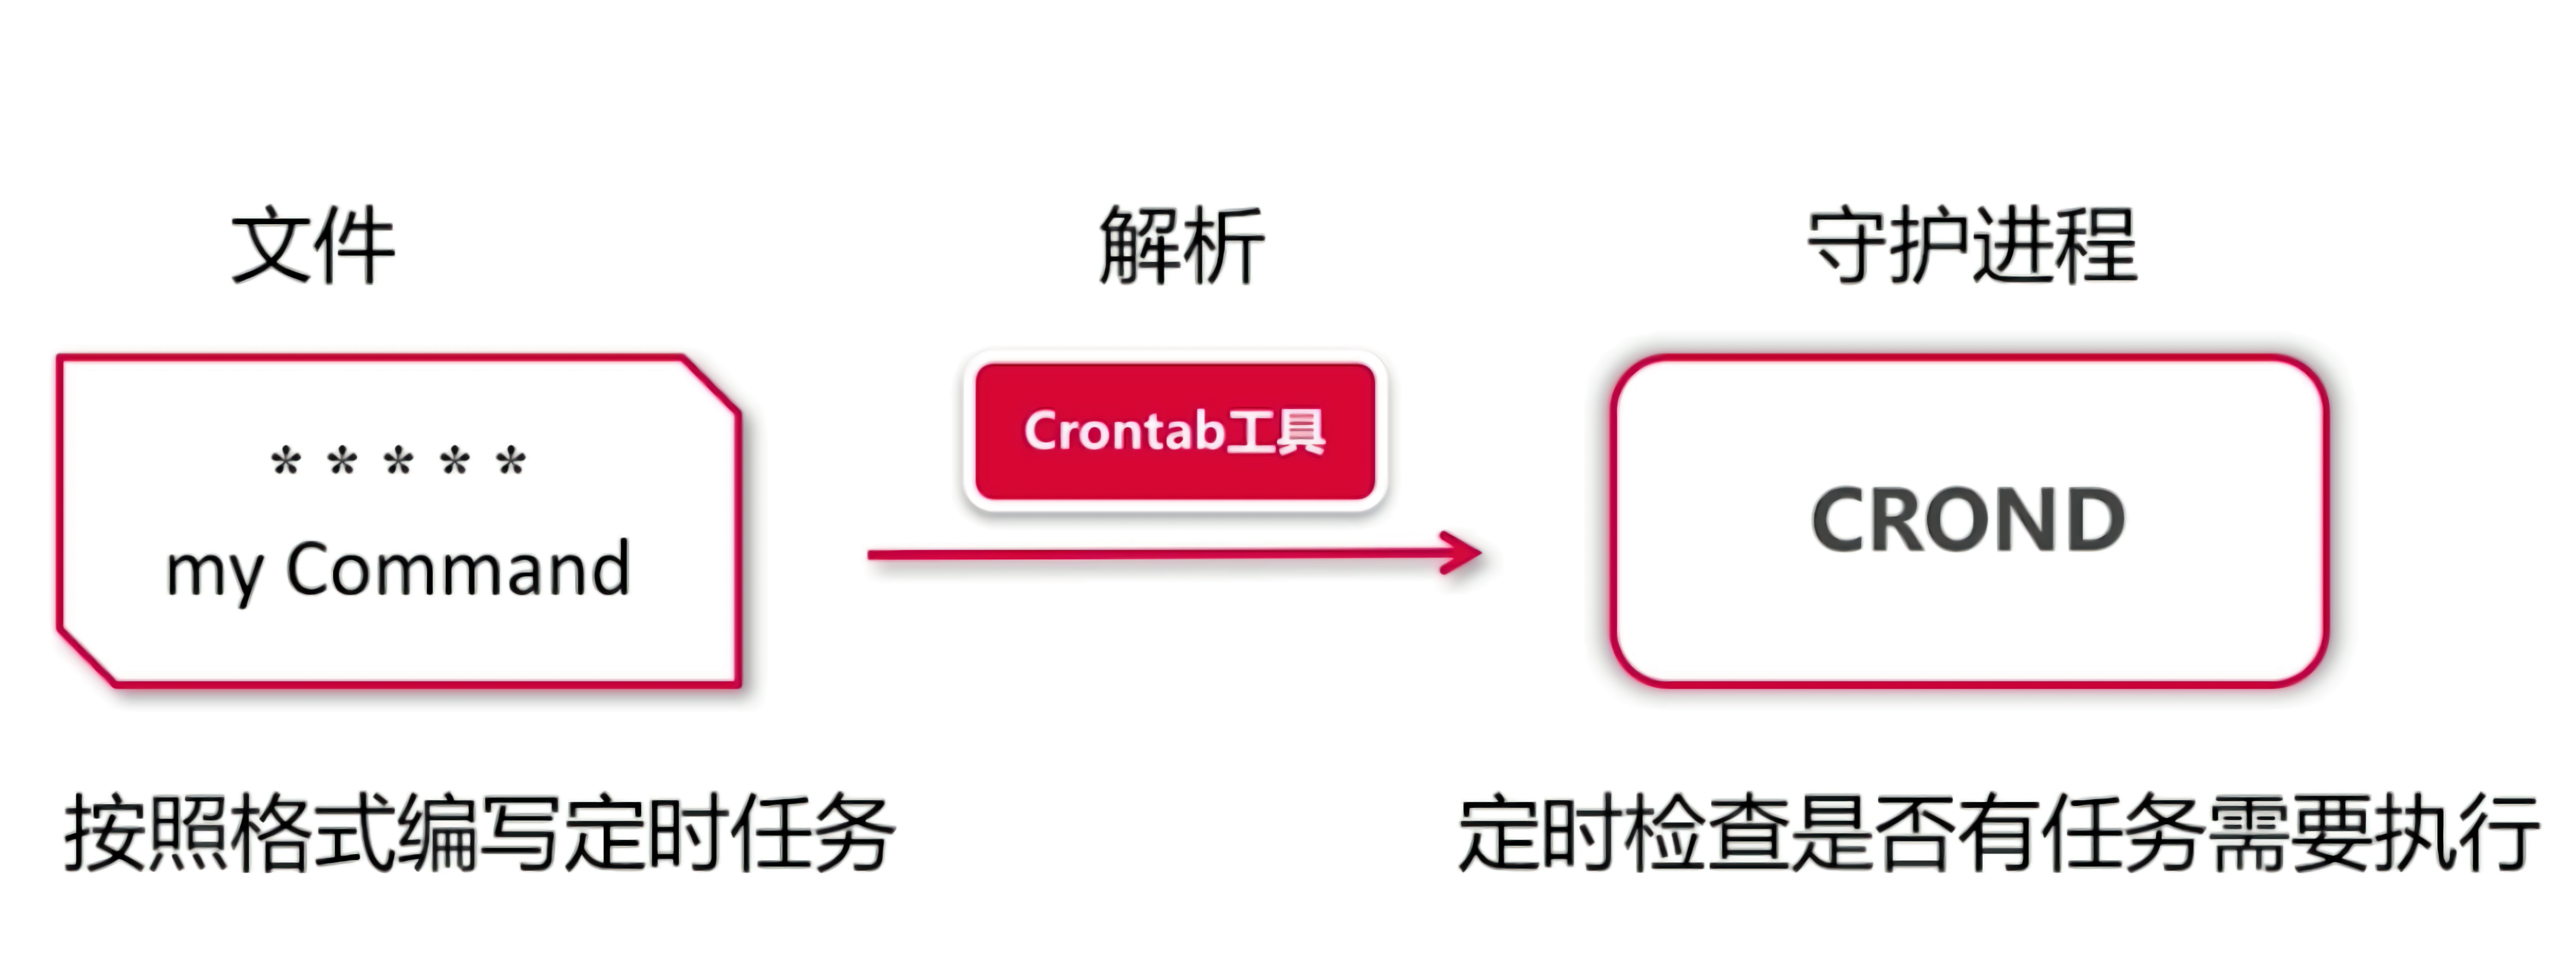 文件
解析
守护进程
* * * * *
my Command
Crontab工具
CROND
按照格式编写定时任务
定时检查是否有任务需要执行